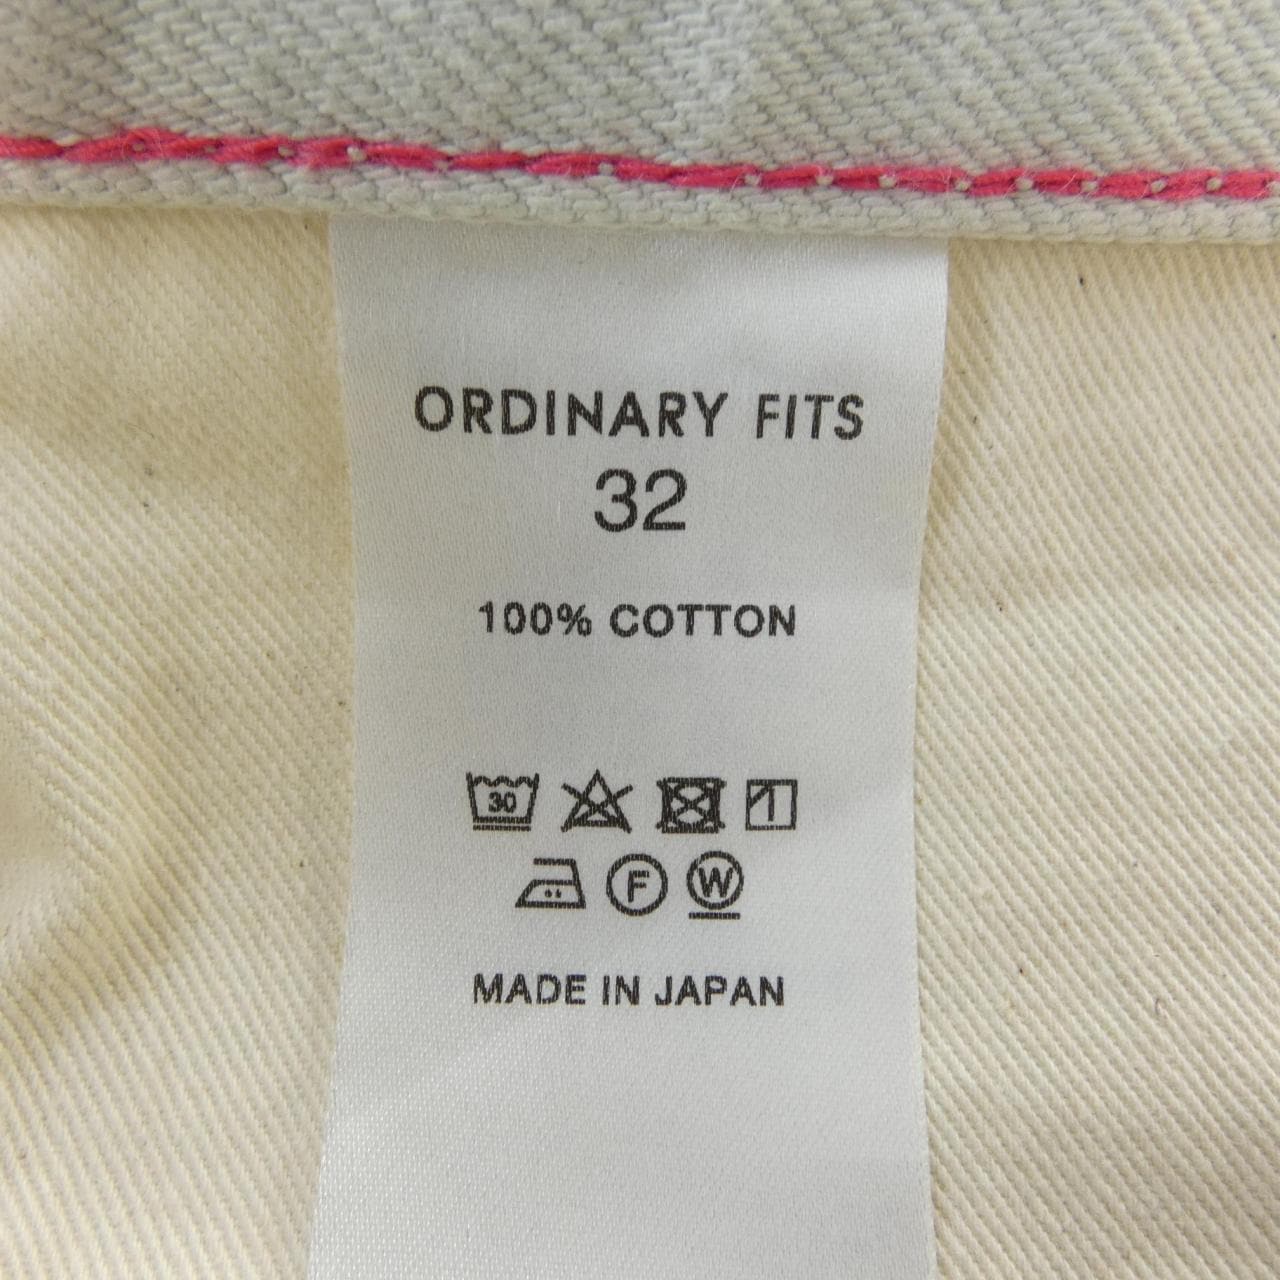 ORDINARY FITS
32
100% COTTON
30
F W
MADE IN JAPAN